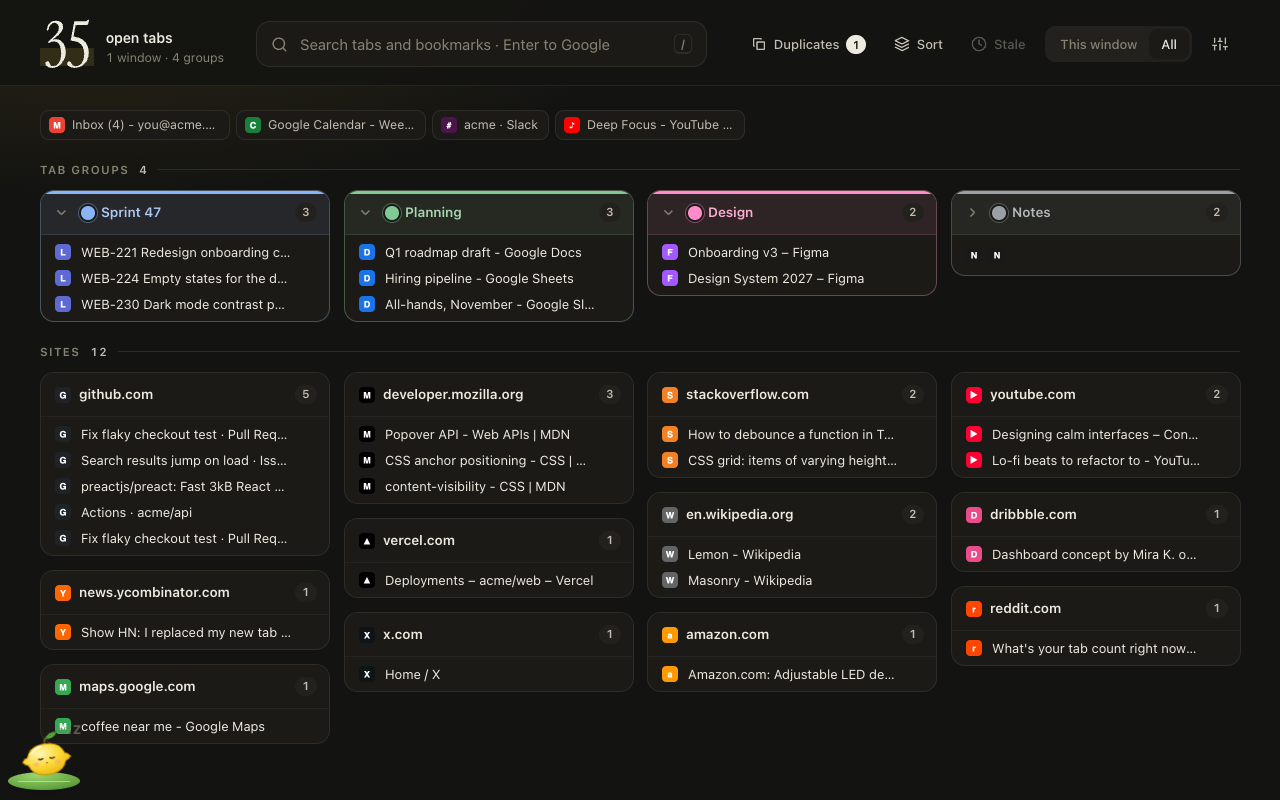 35
open tabs
1 window · 4 groups
Search tabs and bookmarks · Enter to Google
/
Duplicates 1
Sort
Stale
This window
All
M Inbox (4) - you@acme....
C Google Calendar - Wee...
# acme · Slack
Deep Focus - YouTube ...
TAB GROUPS 4
Sprint 47 3
L WEB-221 Redesign onboarding c...
L WEB-224 Empty states for the d...
L WEB-230 Dark mode contrast p...
Planning 3
D Q1 roadmap draft - Google Docs
D Hiring pipeline - Google Sheets
D All-hands, November - Google Sl...
Design 2
F Onboarding v3 – Figma
F Design System 2027 – Figma
Notes 2
N N
SITES 12
G github.com 5
G Fix flaky checkout test · Pull Req...
G Search results jump on load · Iss...
G preactjs/preact: Fast 3kB React ...
G Actions · acme/api
G Fix flaky checkout test · Pull Req...
Y news.ycombinator.com 1
Y Show HN: I replaced my new tab ...
M maps.google.com 1
M coffee near me - Google Maps
z
M developer.mozilla.org 3
M Popover API - Web APIs | MDN
M CSS anchor positioning - CSS | ...
M content-visibility - CSS | MDN
vercel.com 1
Deployments – acme/web – Vercel
X x.com 1
X Home / X
S stackoverflow.com 2
S How to debounce a function in T...
S CSS grid: items of varying height...
W en.wikipedia.org 2
W Lemon - Wikipedia
W Masonry - Wikipedia
a amazon.com 1
a Amazon.com: Adjustable LED de...
youtube.com 2
Designing calm interfaces – Con...
Lo-fi beats to refactor to - YouTu...
D dribbble.com 1
D Dashboard concept by Mira K. o...
r reddit.com 1
r What's your tab count right now...